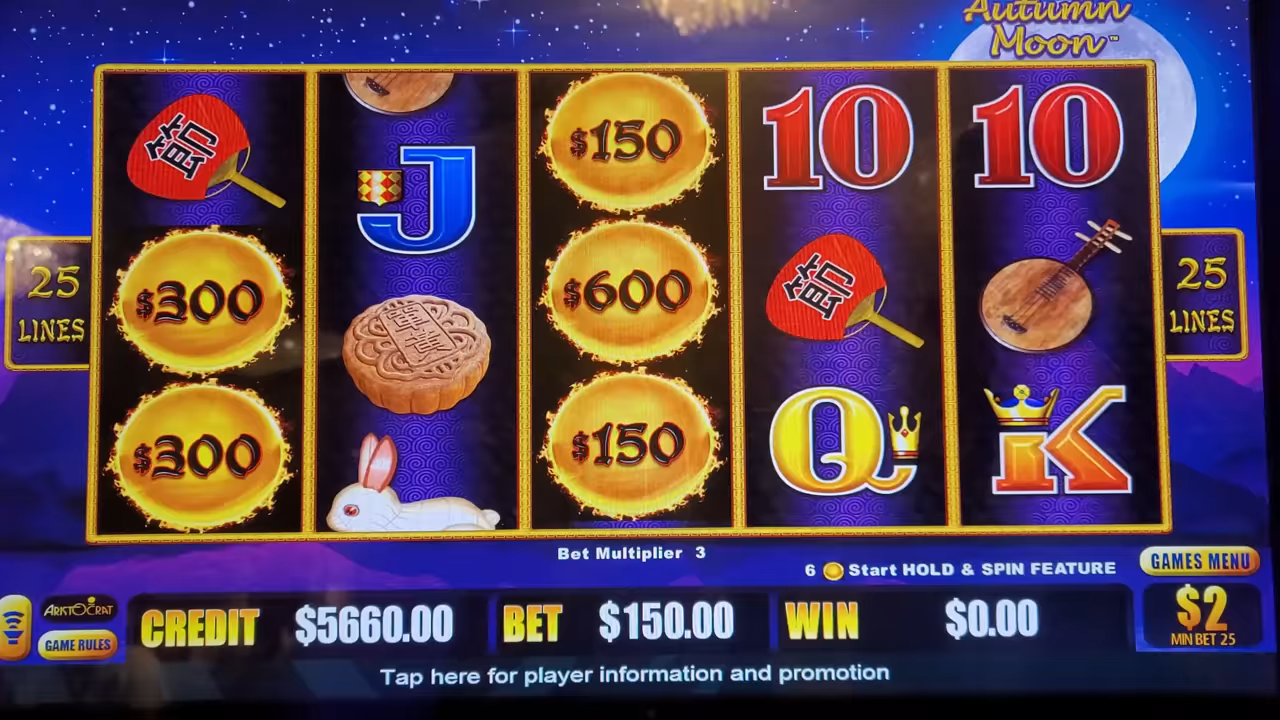 Autumn
Moon™
$150
10
10
$300
$600
25
LINES
25
LINES
$300
$150
Q
K
J
Bet Multiplier 3
6 Start HOLD & SPIN FEATURE
GAMES MENU
ARISTOCRAT
GAME RULES
CREDIT $5660.00
BET $150.00
WIN $0.00
$2
MIN BET 25
Tap here for player information and promotion